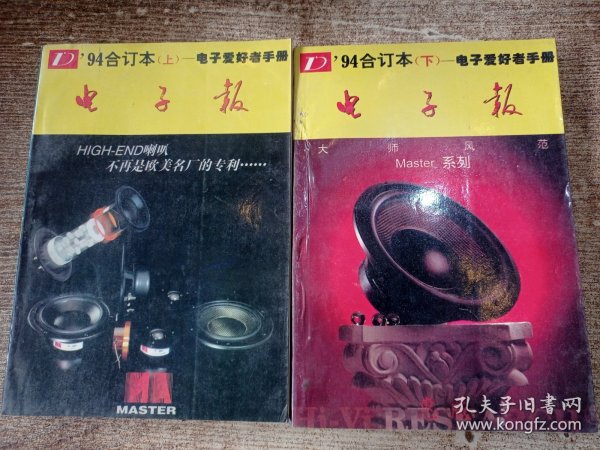 D '94合订本(上)—电子爱好者手册
电子报
HIGH-END喇叭
不再是欧美名厂的专利……
MASTER
D '94合订本(下)—电子爱好者手册
电子报
大师风范
Master 系列
Hi-Vi RES
孔夫子旧书网
www.kongfz.com